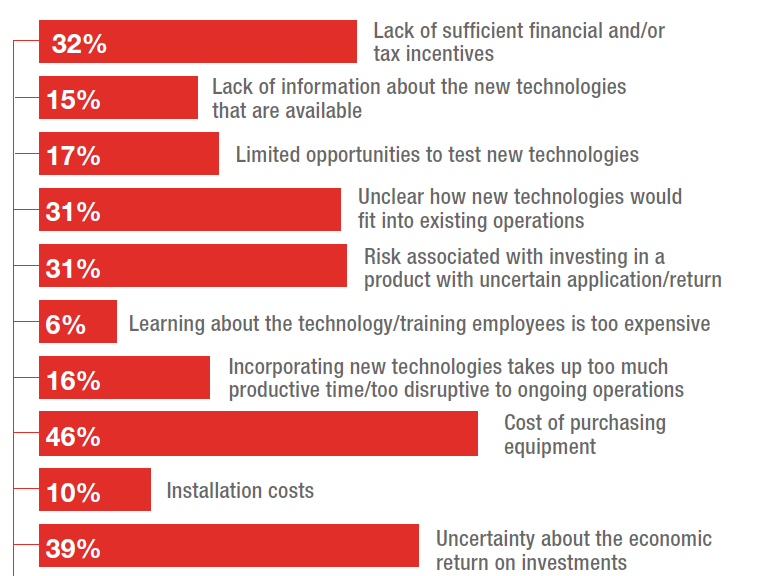 32%
Lack of sufficient financial and/or
tax incentives
15%
Lack of information about the new technologies
that are available
17%
Limited opportunities to test new technologies
31%
Unclear how new technologies would
fit into existing operations
31%
Risk associated with investing in a
product with uncertain application/return
6%
Learning about the technology/training employees is too expensive
16%
Incorporating new technologies takes up too much
productive time/too disruptive to ongoing operations
46%
Cost of purchasing
equipment
10%
Installation costs
39%
Uncertainty about the economic
return on investments